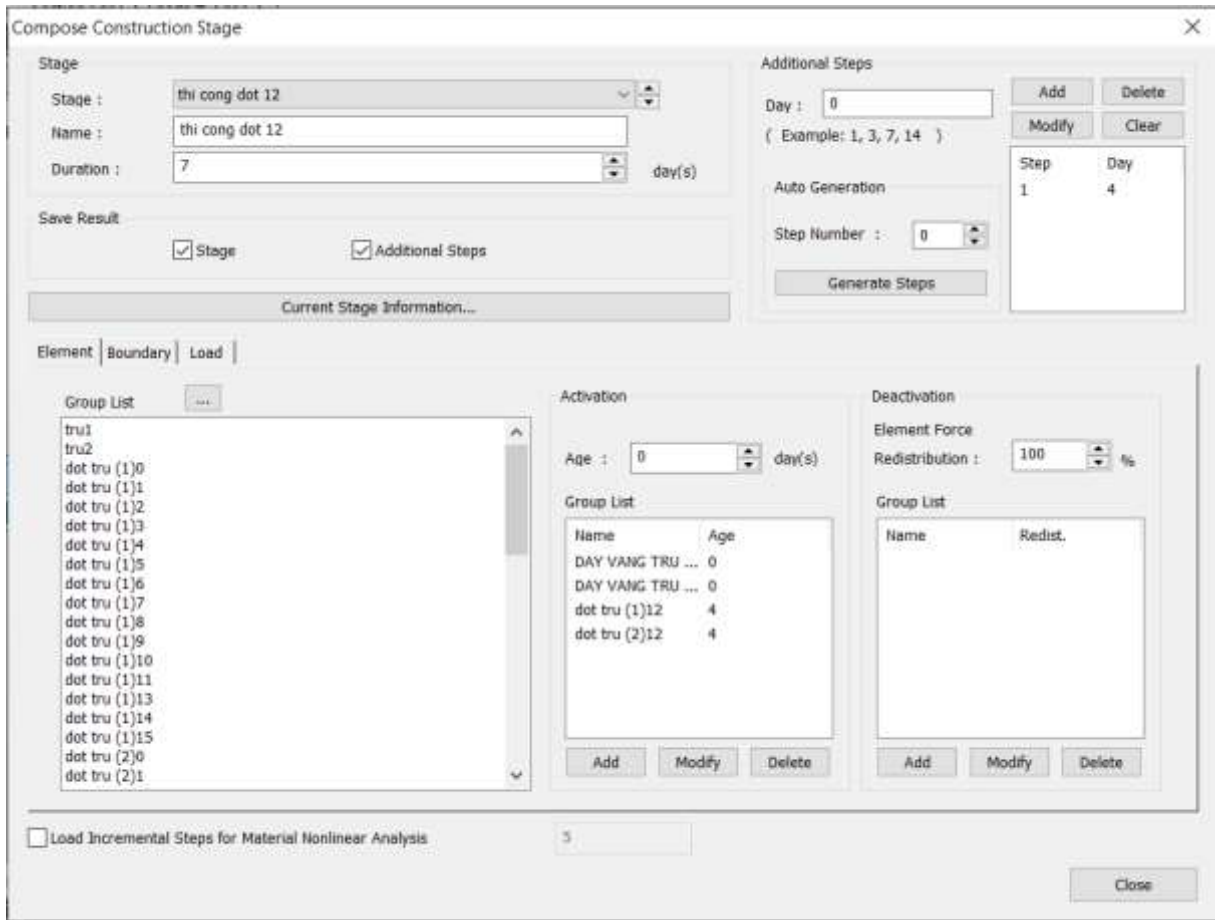 Compose Construction Stage
Stage
Stage :
thi cong dot 12
Name :
thi cong dot 12
Duration :
7
day(s)
Save Result
Stage
Additional Steps
Current Stage Information...
Additional Steps
Day :
0
( Example: 1, 3, 7, 14 )
Add
Delete
Modify
Clear
Auto Generation
Step Number :
0
Generate Steps
Step Day
1 4
Element Boundary Load
Group List
...
tru1
tru2
dot tru (1)0
dot tru (1)1
dot tru (1)2
dot tru (1)3
dot tru (1)4
dot tru (1)5
dot tru (1)6
dot tru (1)7
dot tru (1)8
dot tru (1)9
dot tru (1)10
dot tru (1)11
dot tru (1)13
dot tru (1)14
dot tru (1)15
dot tru (2)0
dot tru (2)1
Activation
Age :
0
day(s)
Group List
Name Age
DAY VANG TRU ... 0
DAY VANG TRU ... 0
dot tru (1)12 4
dot tru (2)12 4
Add Modify Delete
Deactivation
Element Force
Redistribution :
100
%
Group List
Name Redist.
Add Modify Delete
Load Incremental Steps for Material Nonlinear Analysis
5
Close